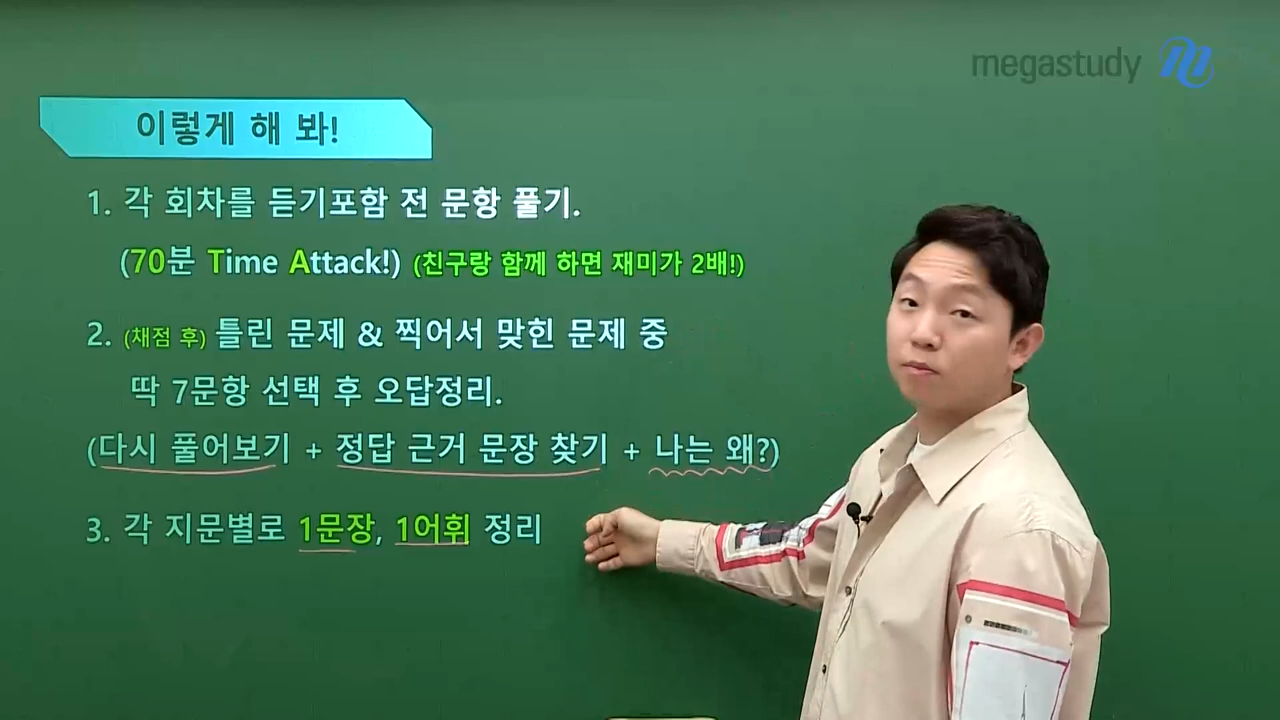 megastudy
이렇게 해 봐!
1. 각 회차를 듣기포함 전 문항 풀기.
(70분 Time Attack!) (친구랑 함께 하면 재미가 2배!)
2. (채점 후) 틀린 문제 & 찍어서 맞힌 문제 중
딱 7문항 선택 후 오답정리.
(다시 풀어보기 + 정답 근거 문장 찾기 + 나는 왜?)
3. 각 지문별로 1문장, 1어휘 정리